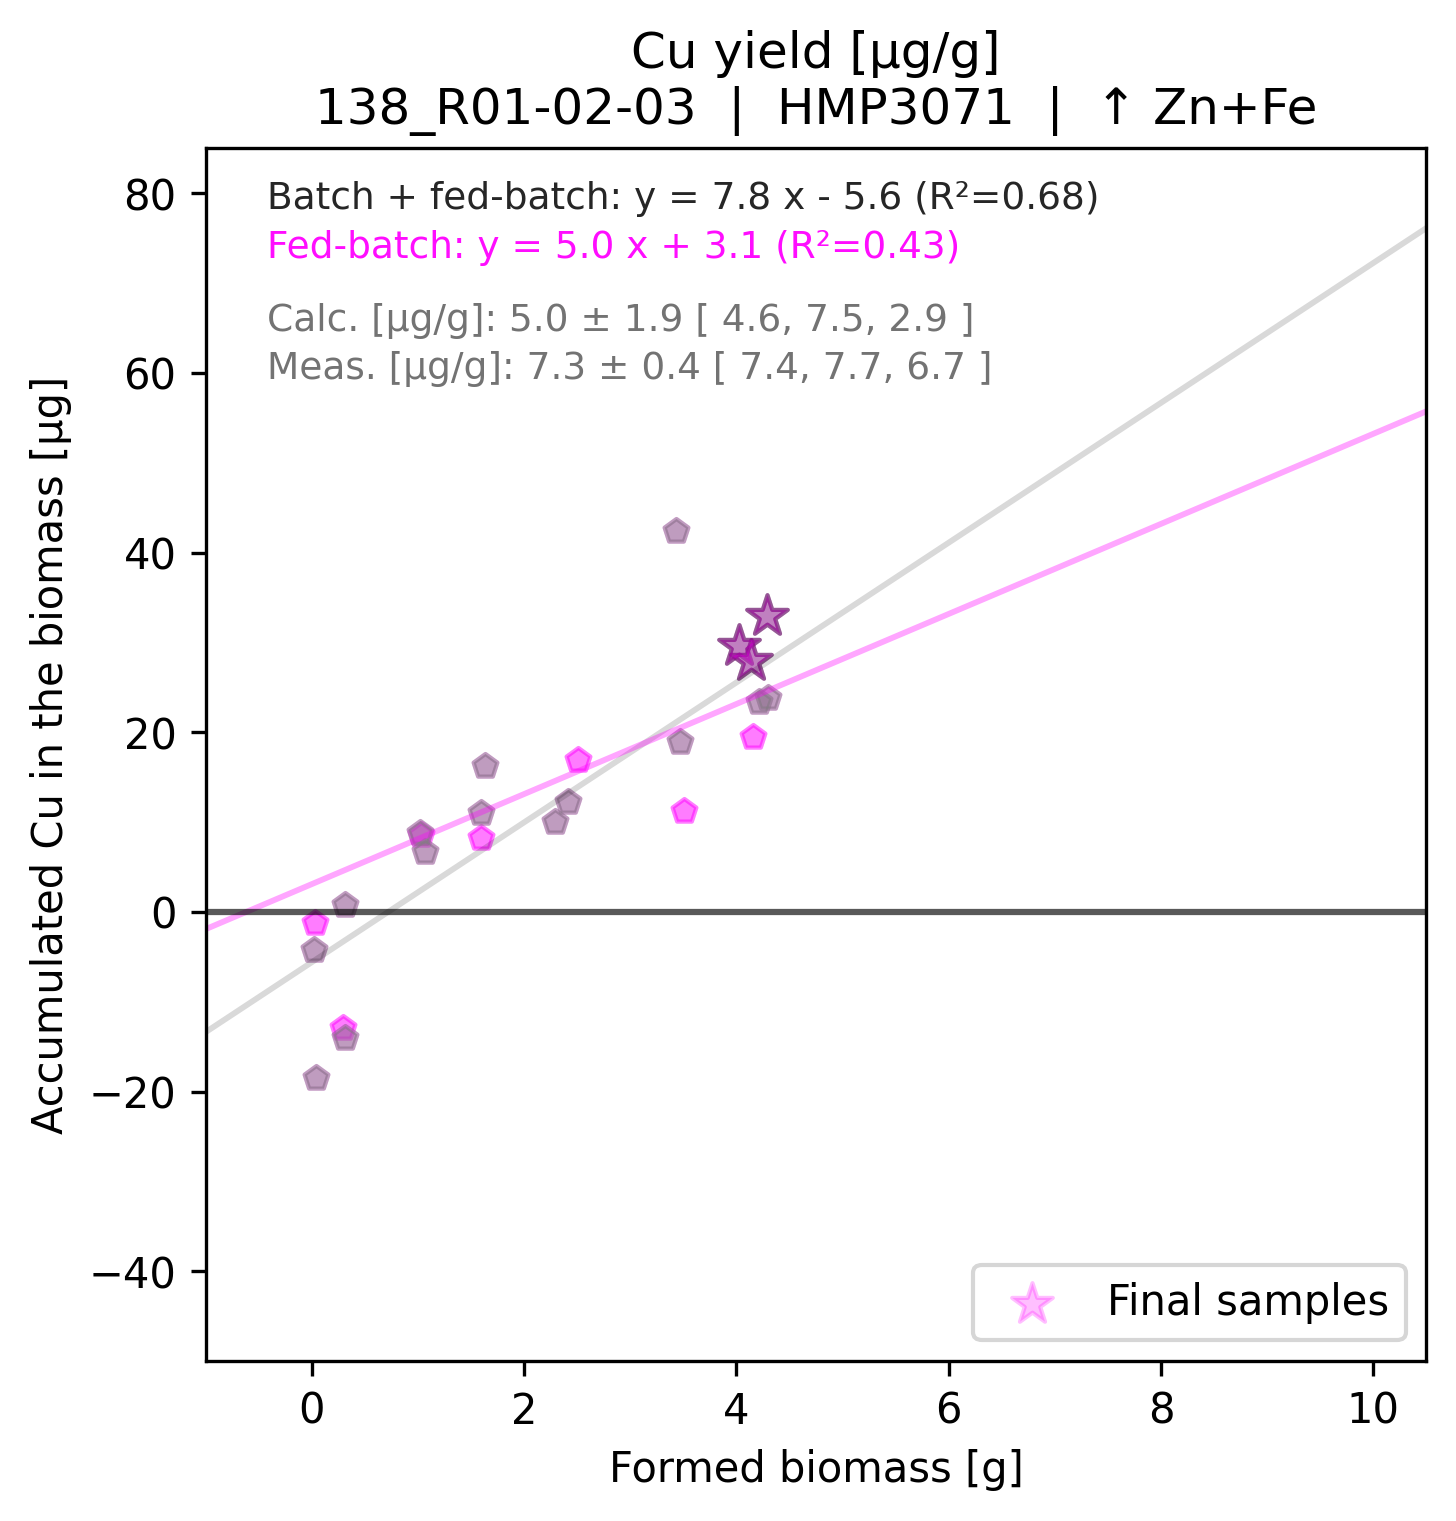 Cu yield [µg/g]
138_R01-02-03 | HMP3071 | ↑ Zn+Fe
Batch + fed-batch: y = 7.8 x - 5.6 (R²=0.68)
Fed-batch: y = 5.0 x + 3.1 (R²=0.43)
Calc. [µg/g]: 5.0 ± 1.9 [ 4.6, 7.5, 2.9 ]
Meas. [µg/g]: 7.3 ± 0.4 [ 7.4, 7.7, 6.7 ]
Accumulated Cu in the biomass [µg]
80
60
40
20
0
−20
−40
Final samples
0 2 4 6 8 10
Formed biomass [g]